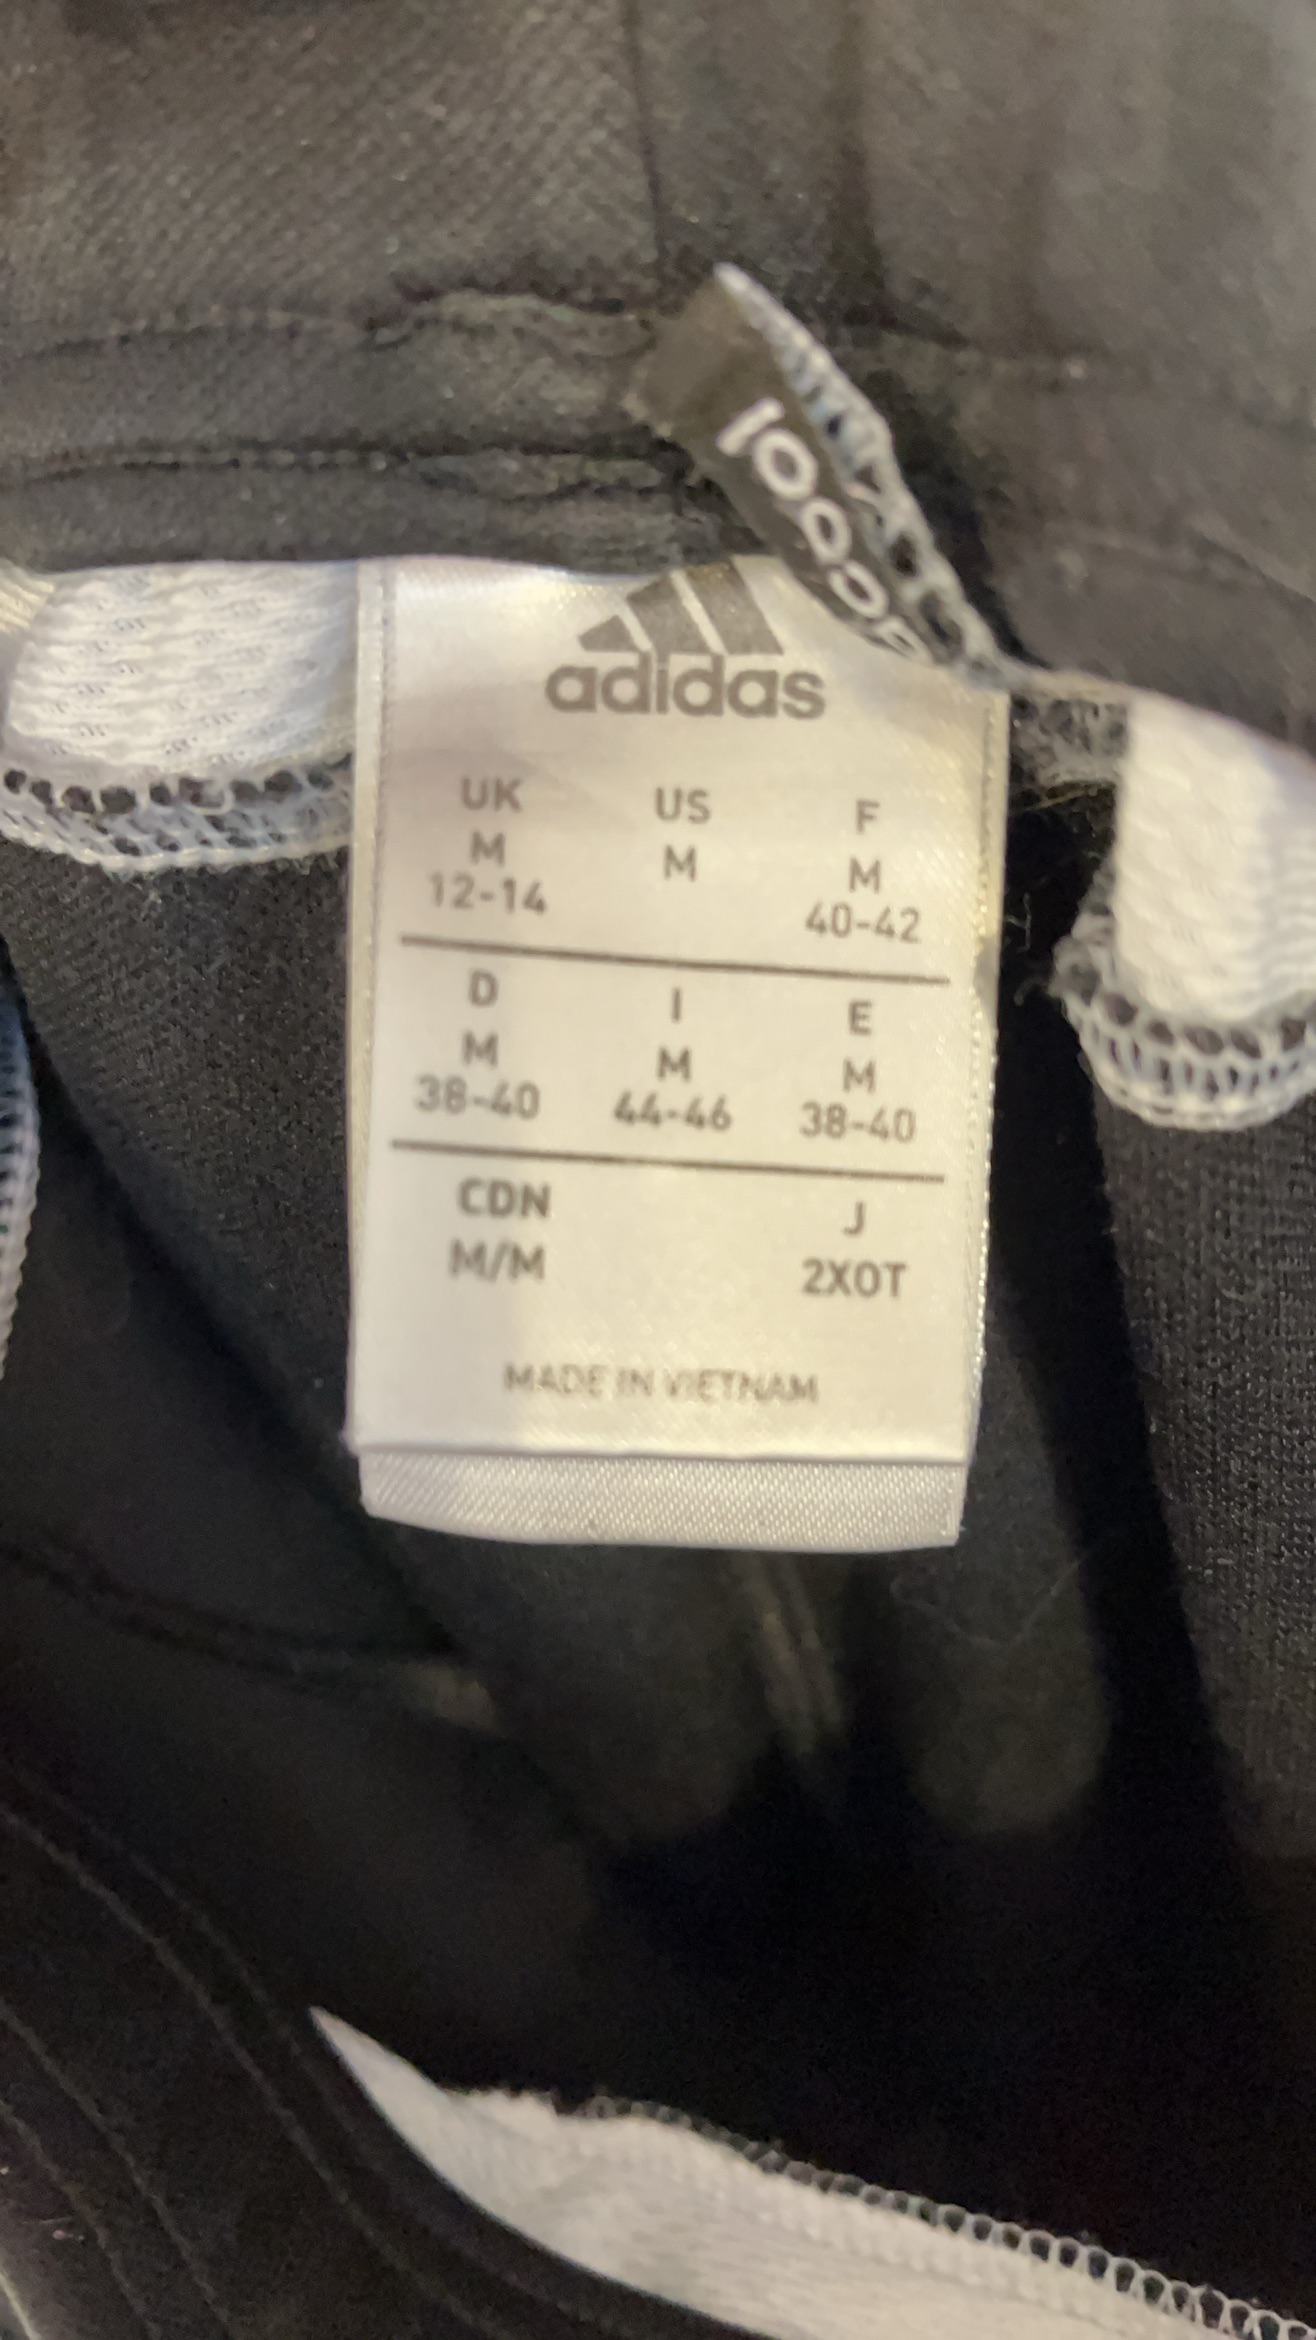 adidas
UK US F
M M M
12-14 40-42
D I E
M M M
38-40 44-46 38-40
CDN J
M/M 2XOT
MADE IN VIETNAM